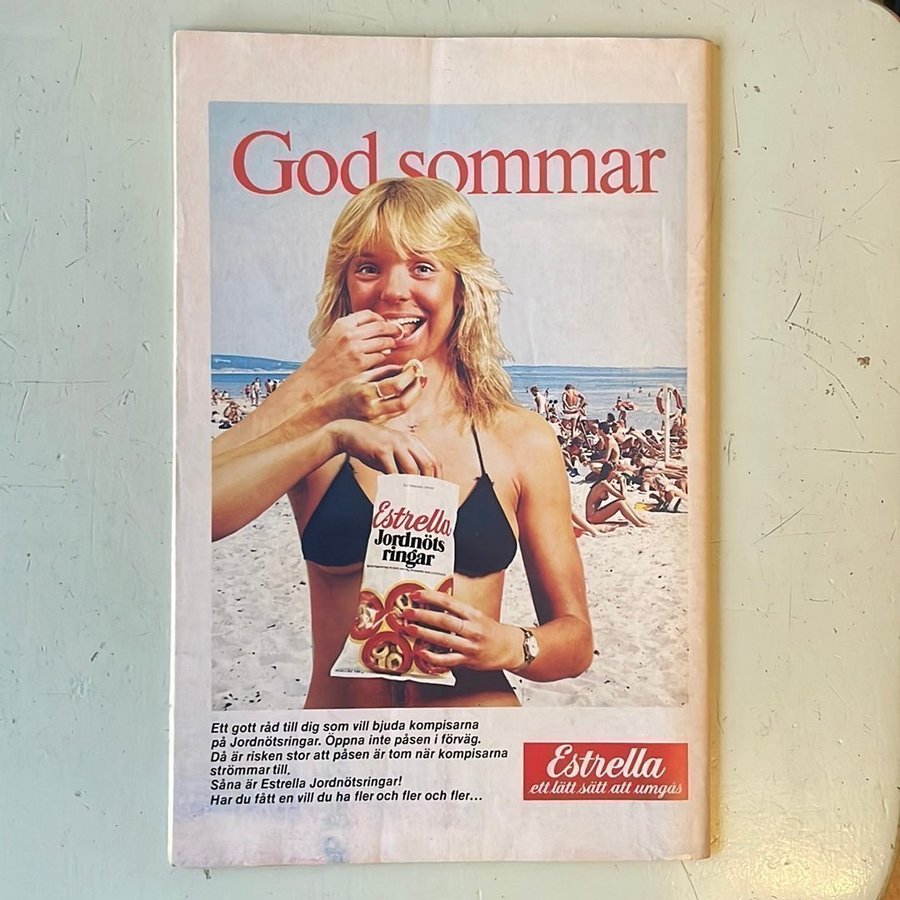 God sommar
Estrella
Jordnöts
ringar
Ett gott råd till dig som vill bjuda kompisarna
på Jordnötsringar. Öppna inte påsen i förväg.
Då är risken stor att påsen är tom när kompisarna
strömmar till.
Såna är Estrella Jordnötsringar!
Har du fått en vill du ha fler och fler och fler...
Estrella
ett lätt sätt att umgås